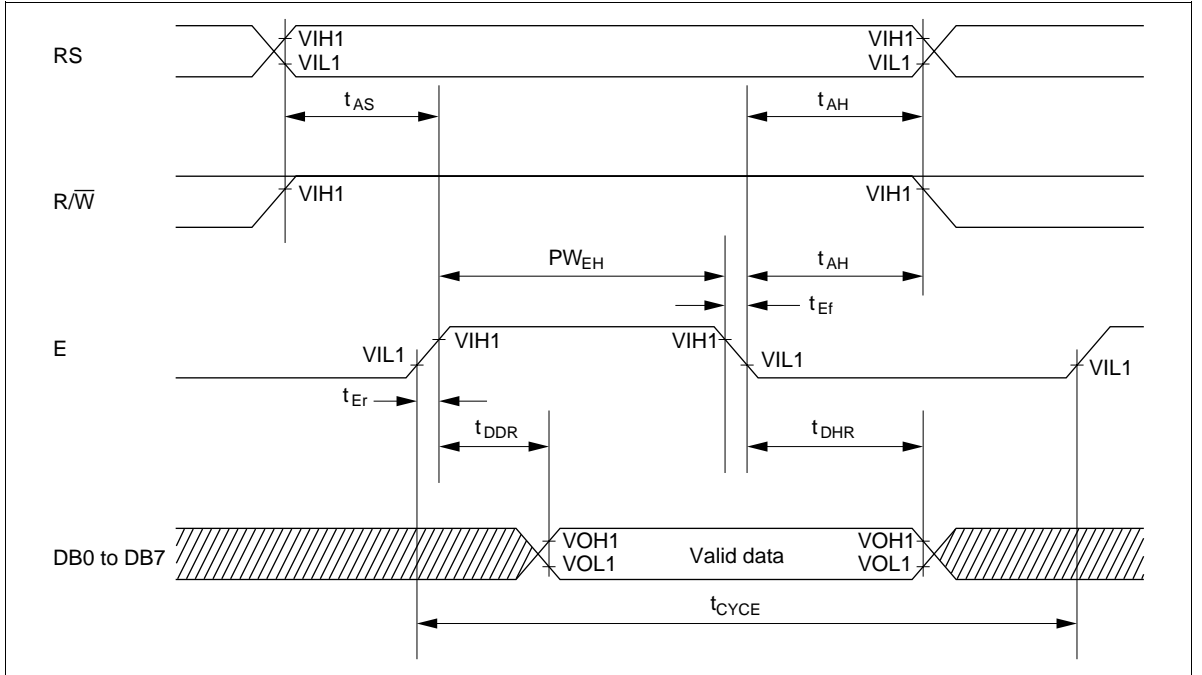 RS
VIH1
VIL1
VIH1
VIL1
tAS
tAH
R/W̅
VIH1
VIH1
PWEH
tAH
tEf
E
VIL1
VIH1
VIH1
VIL1
VIL1
tEr
tDDR
tDHR
DB0 to DB7
VOH1
VOL1
Valid data
VOH1
VOL1
tCYCE